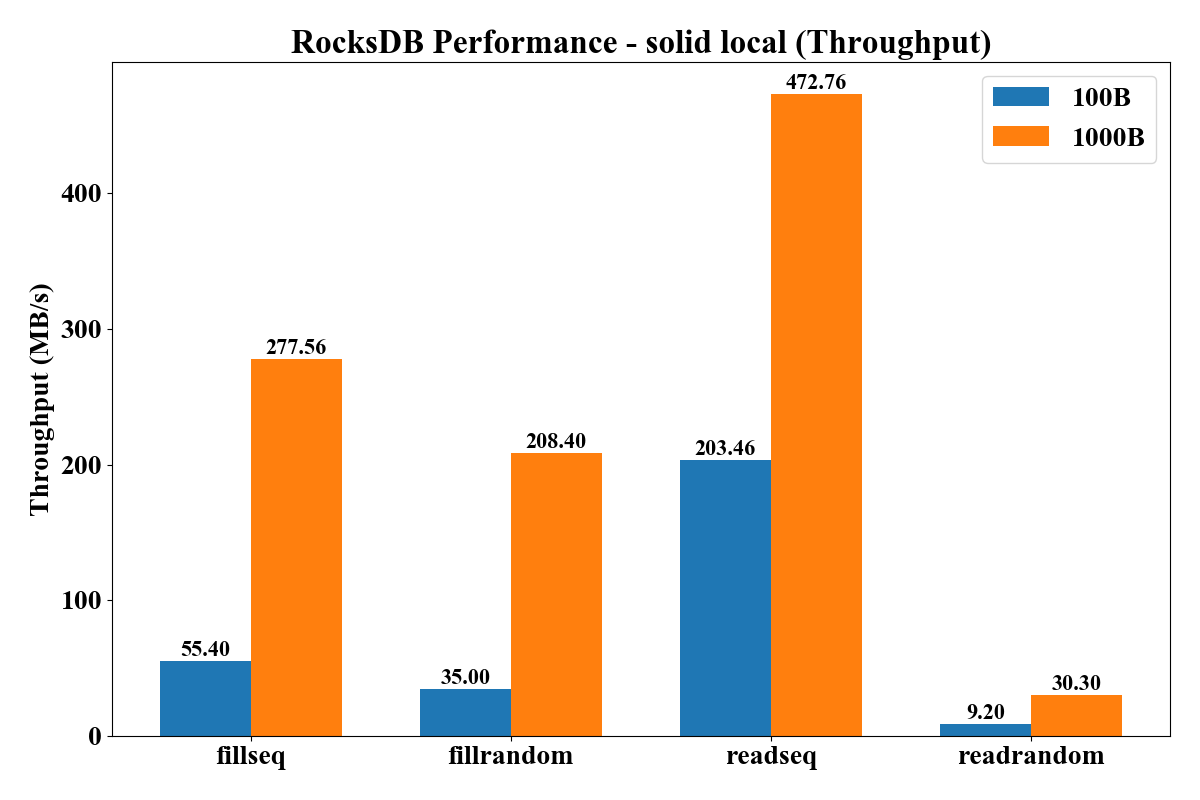 RocksDB Performance - solid local (Throughput)
100B
1000B
Throughput (MB/s)
400
300
200
100
0
55.40
277.56
35.00
208.40
203.46
472.76
9.20
30.30
fillseq
fillrandom
readseq
readrandom